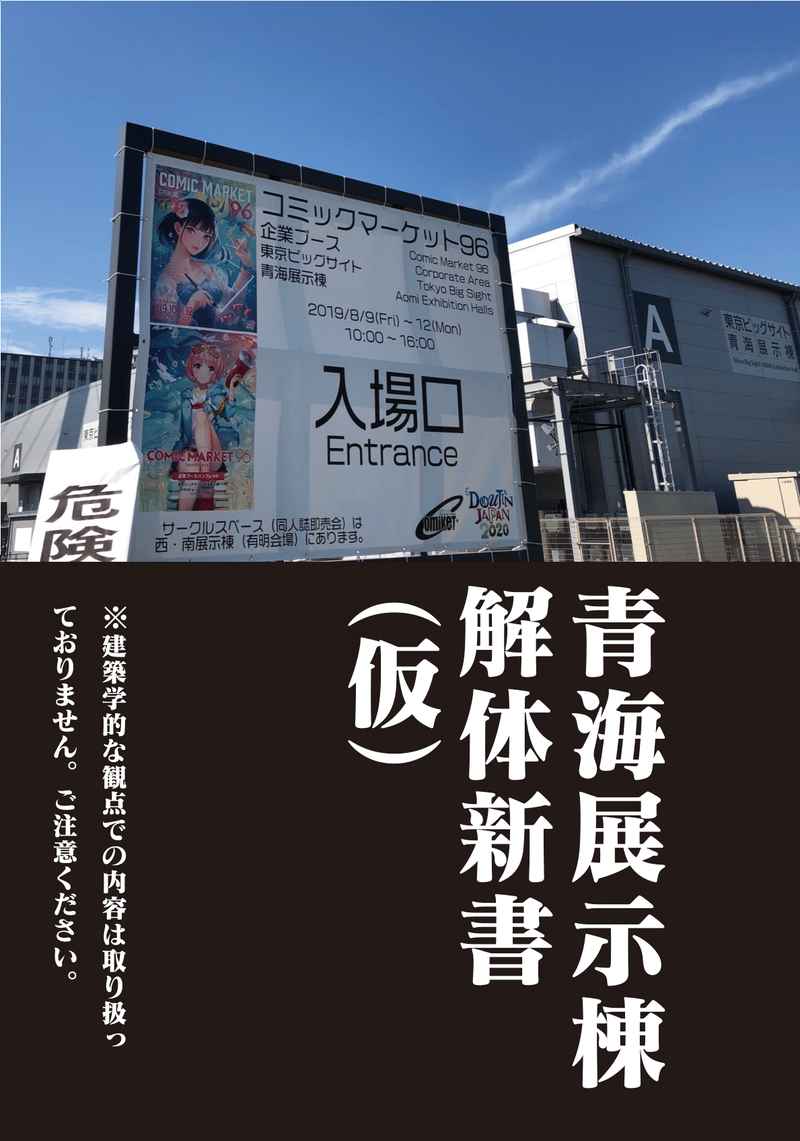 COMIC MARKET
96
コミックマーケット96
企業ブース
東京ビッグサイト
青海展示棟
Comic Market 96
Corporate Area
Tokyo Big Sight
Aomi Exhibition Halls
2019/8/9(Fri)～12(Mon)
10:00～16:00
入場口
Entrance
COMIC MARKET 96
サークルスペース（同人誌即売会）は
西・南展示棟（有明会場）にあります。
Comiket
DOUJIN
JAPAN
2020
A
東京ビッグサイト
青海展示棟
A
危険
青海展示棟
解体新書
（仮）
※建築学的な観点での内容は取り扱っ
ておりません。ご注意ください。